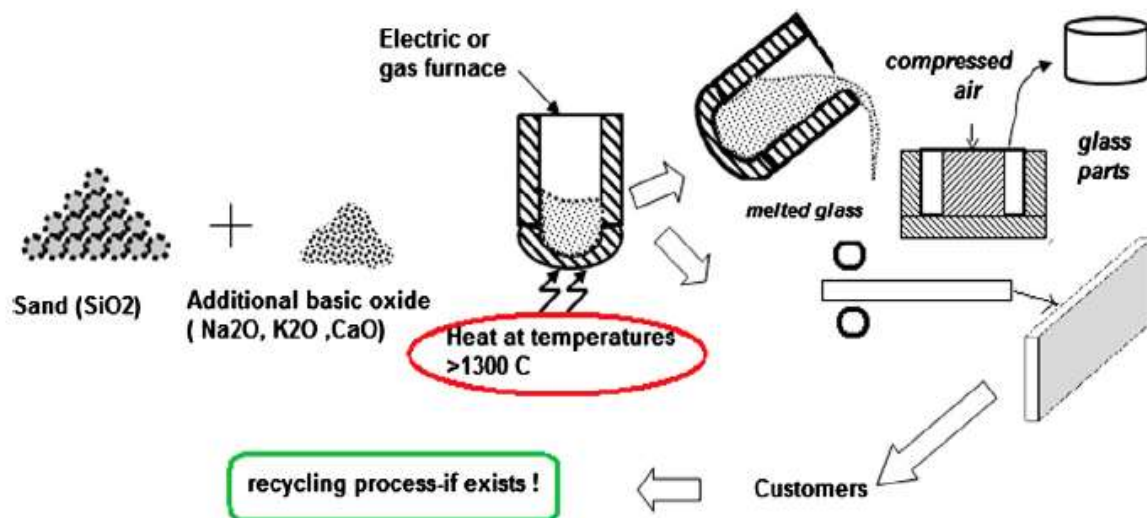 Electric or
gas furnace
compressed
air
glass
parts
melted glass
Sand (SiO2)
Additional basic oxide
( Na2O, K2O ,CaO)
Heat at temperatures
>1300 C
recycling process-if exists !
Customers